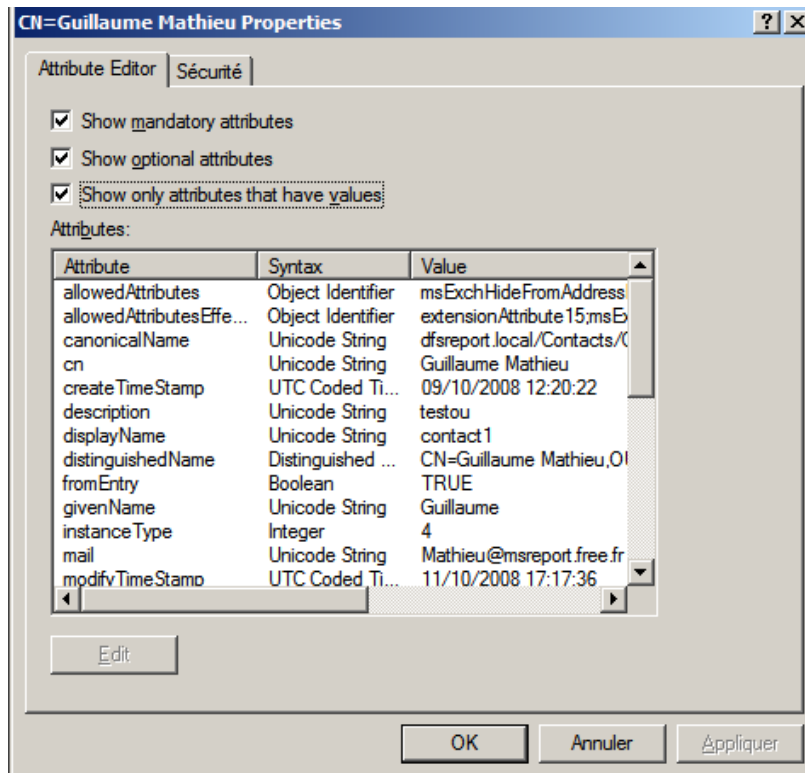 CN=Guillaume Mathieu Properties
Attribute Editor Sécurité
Show mandatory attributes
Show optional attributes
Show only attributes that have values
Attributes:
Attribute Syntax Value
allowedAttributes Object Identifier msExchHideFromAddress
allowedAttributesEffe... Object Identifier extensionAttribute15;msEx
canonicalName Unicode String dfsreport.local/Contacts/
cn Unicode String Guillaume Mathieu
createTimeStamp UTC Coded Ti... 09/10/2008 12:20:22
description Unicode String testou
displayName Unicode String contact1
distinguishedName Distinguished ... CN=Guillaume Mathieu,OU
fromEntry Boolean TRUE
givenName Unicode String Guillaume
instanceType Integer 4
mail Unicode String Mathieu@msreport.free.fr
modifyTimeStamp UTC Coded Ti... 11/10/2008 17:17:36
Edit
OK Annuler Appliquer